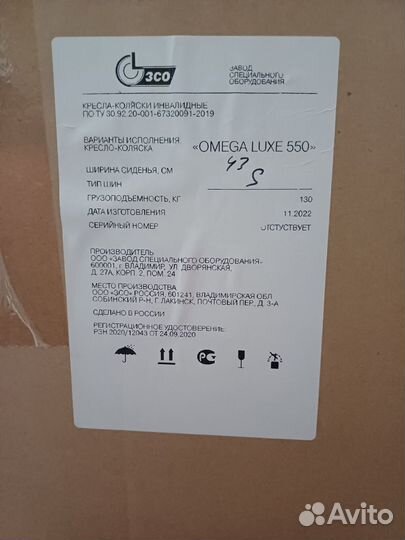 ЗСО
ЗАВОД
СПЕЦИАЛЬНОГО
ОБОРУДОВАНИЯ
КРЕСЛА-КОЛЯСКИ ИНВАЛИДНЫЕ
ПО ТУ 30.92.20-001-67320091-2019
ВАРИАНТЫ ИСПОЛНЕНИЯ
КРЕСЛО-КОЛЯСКА «OMEGA LUXE 550»
ШИРИНА СИДЕНЬЯ, СМ 43
ТИП ШИН S
ГРУЗОПОДЪЕМНОСТЬ, КГ 130
ДАТА ИЗГОТОВЛЕНИЯ 11.2022
СЕРИЙНЫЙ НОМЕР ОТСУТСТВУЕТ
ПРОИЗВОДИТЕЛЬ
ООО «ЗАВОД СПЕЦИАЛЬНОГО ОБОРУДОВАНИЯ»
600001, г. ВЛАДИМИР, УЛ. ДВОРЯНСКАЯ,
Д. 27А, КОРП. 2, ПОМ. 24
МЕСТО ПРОИЗВОДСТВА
ООО «ЗСО» РОССИЯ, 601241, ВЛАДИМИРСКАЯ ОБЛ
СОБИНСКИЙ Р-Н, Г. ЛАКИНСК, ПОЧТОВЫЙ ПЕР, Д. 3-А
СДЕЛАНО В РОССИИ
РЕГИСТРАЦИОННОЕ УДОСТОВЕРЕНИЕ:
РЗН 2020/12043 ОТ 24.09.2020
Avito